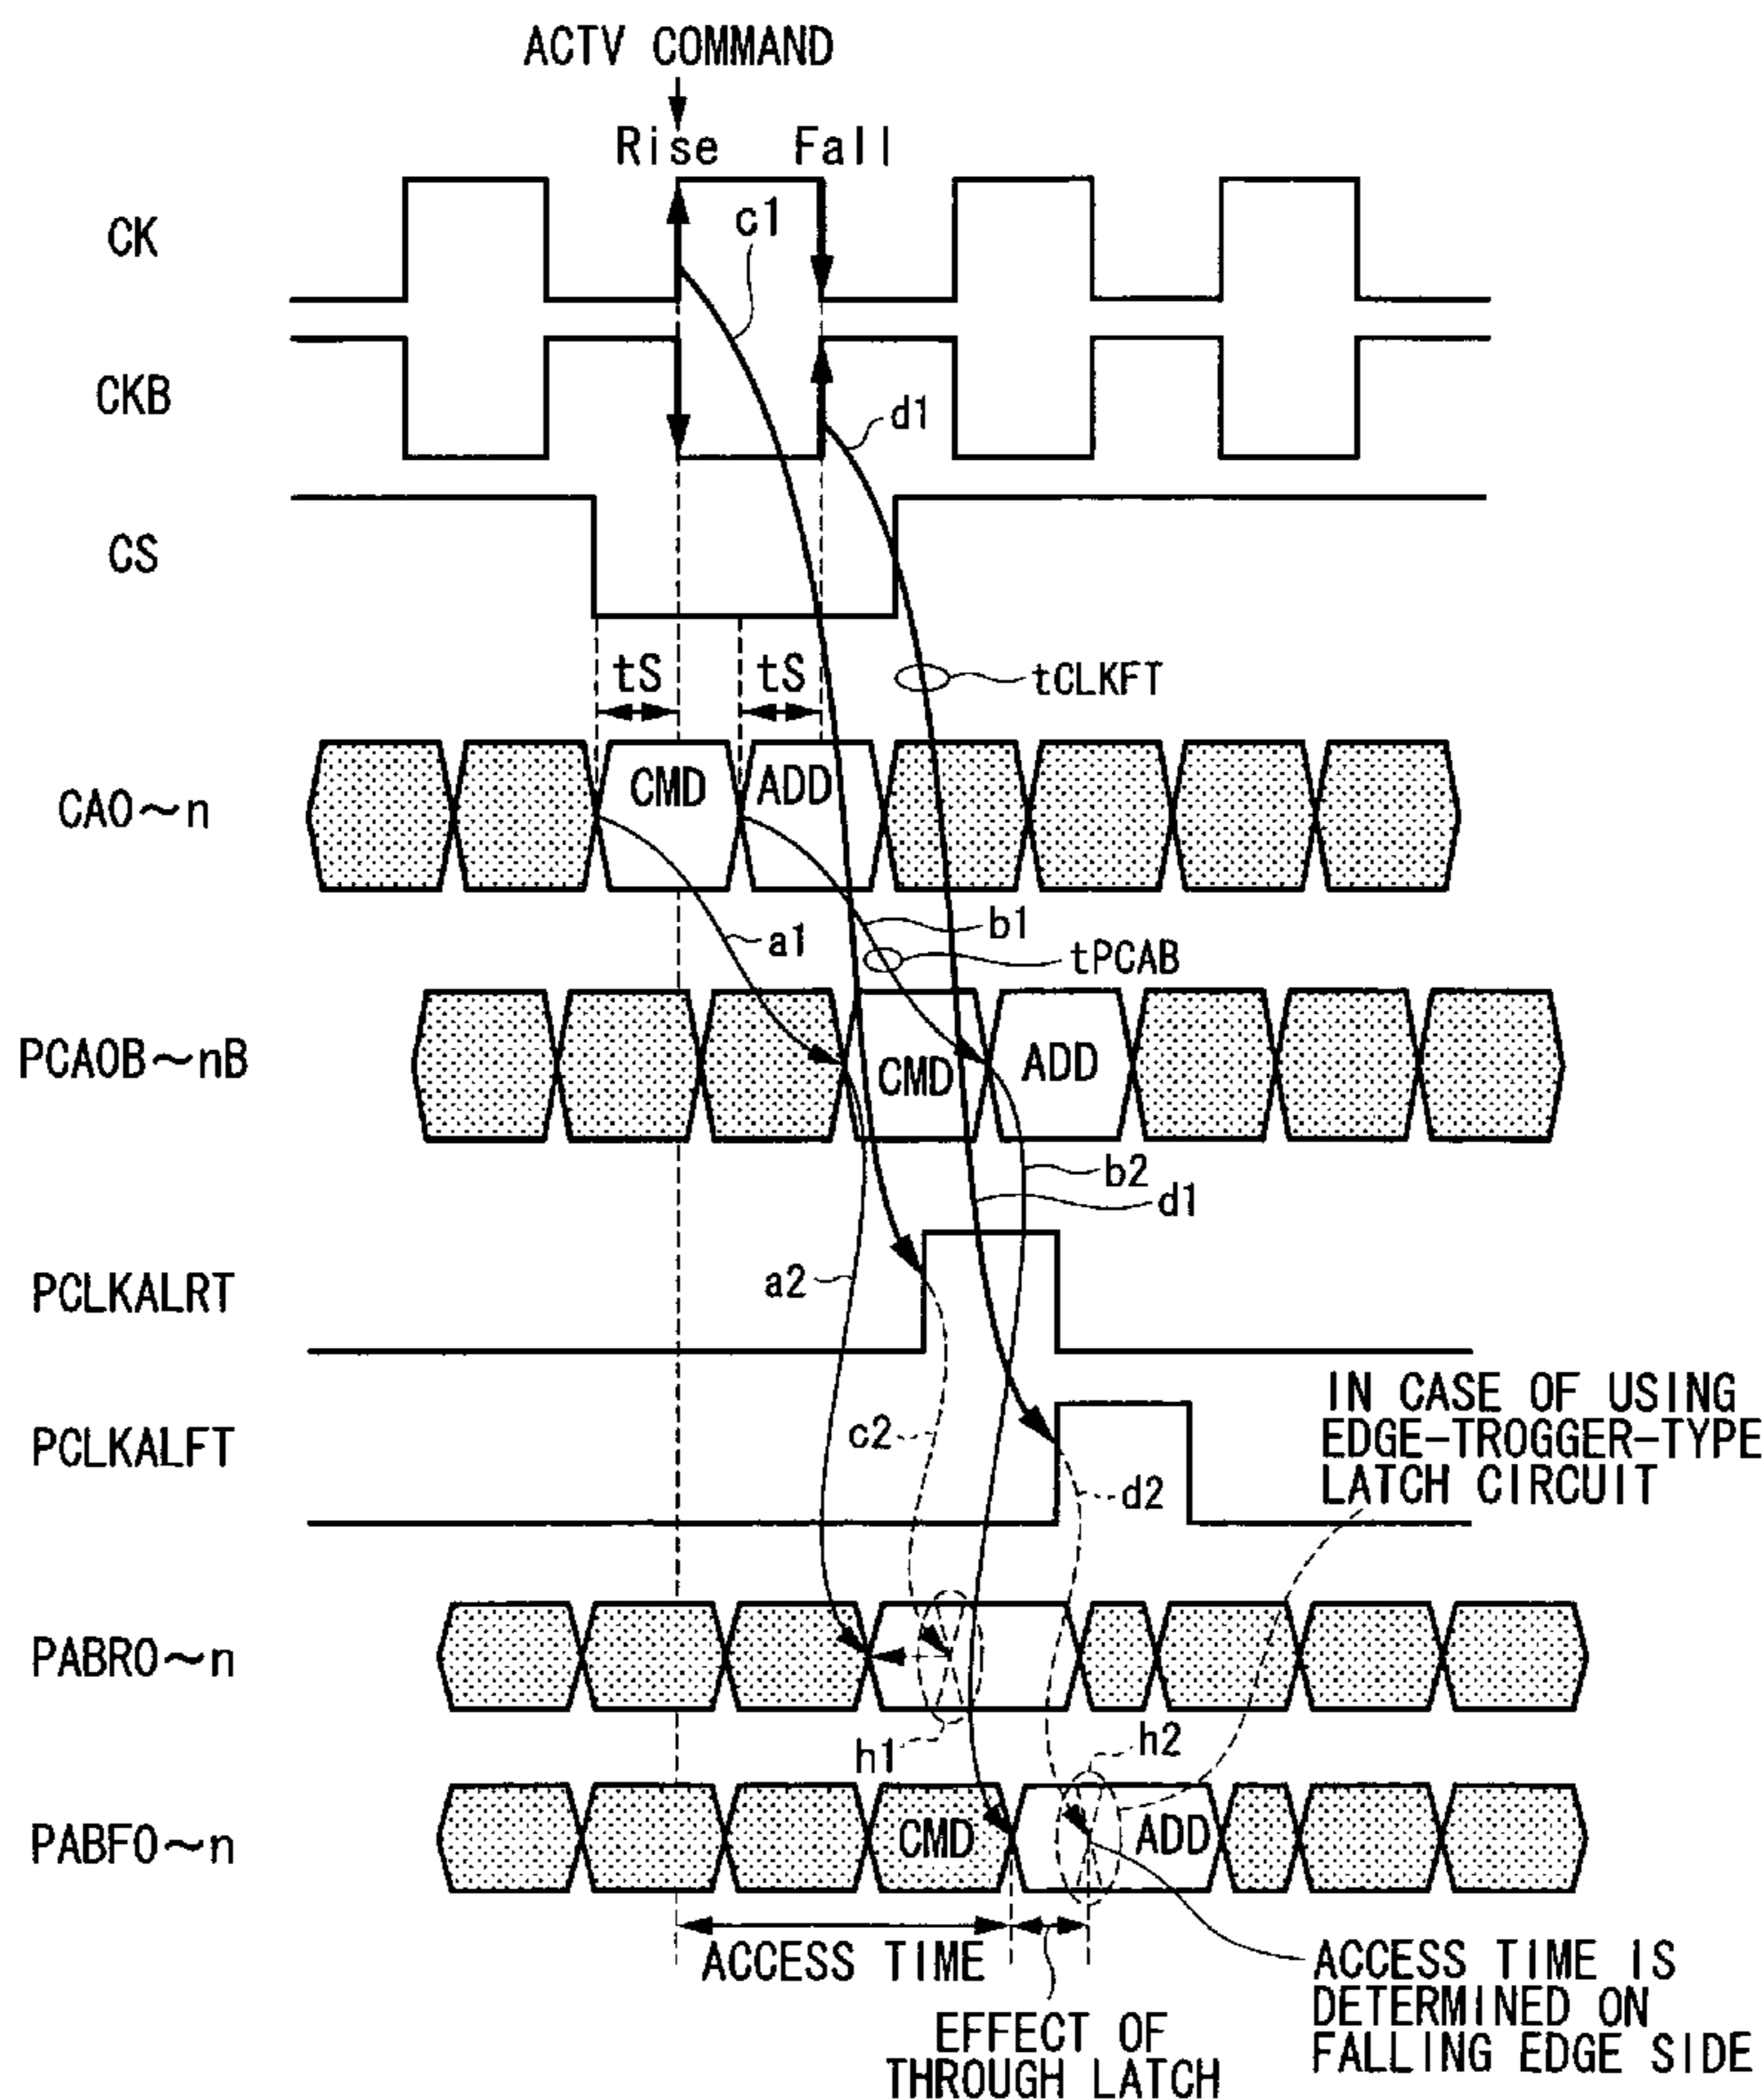 ACTV COMMAND
Rise
Fall
CK
c1
CKB
d1
CS
tS
tS
tCLKFT
CA0~n
CMD
ADD
a1
b1
tPCAB
PCA0B~nB
CMD
ADD
b2
d1
PCLKALRT
a2
IN CASE OF USING
EDGE-TROGGER-TYPE
LATCH CIRCUIT
PCLKALFT
c2
d2
PABR0~n
h1
h2
PABF0~n
CMD
ADD
ACCESS TIME
EFFECT OF
THROUGH LATCH
ACCESS TIME IS
DETERMINED ON
FALLING EDGE SIDE